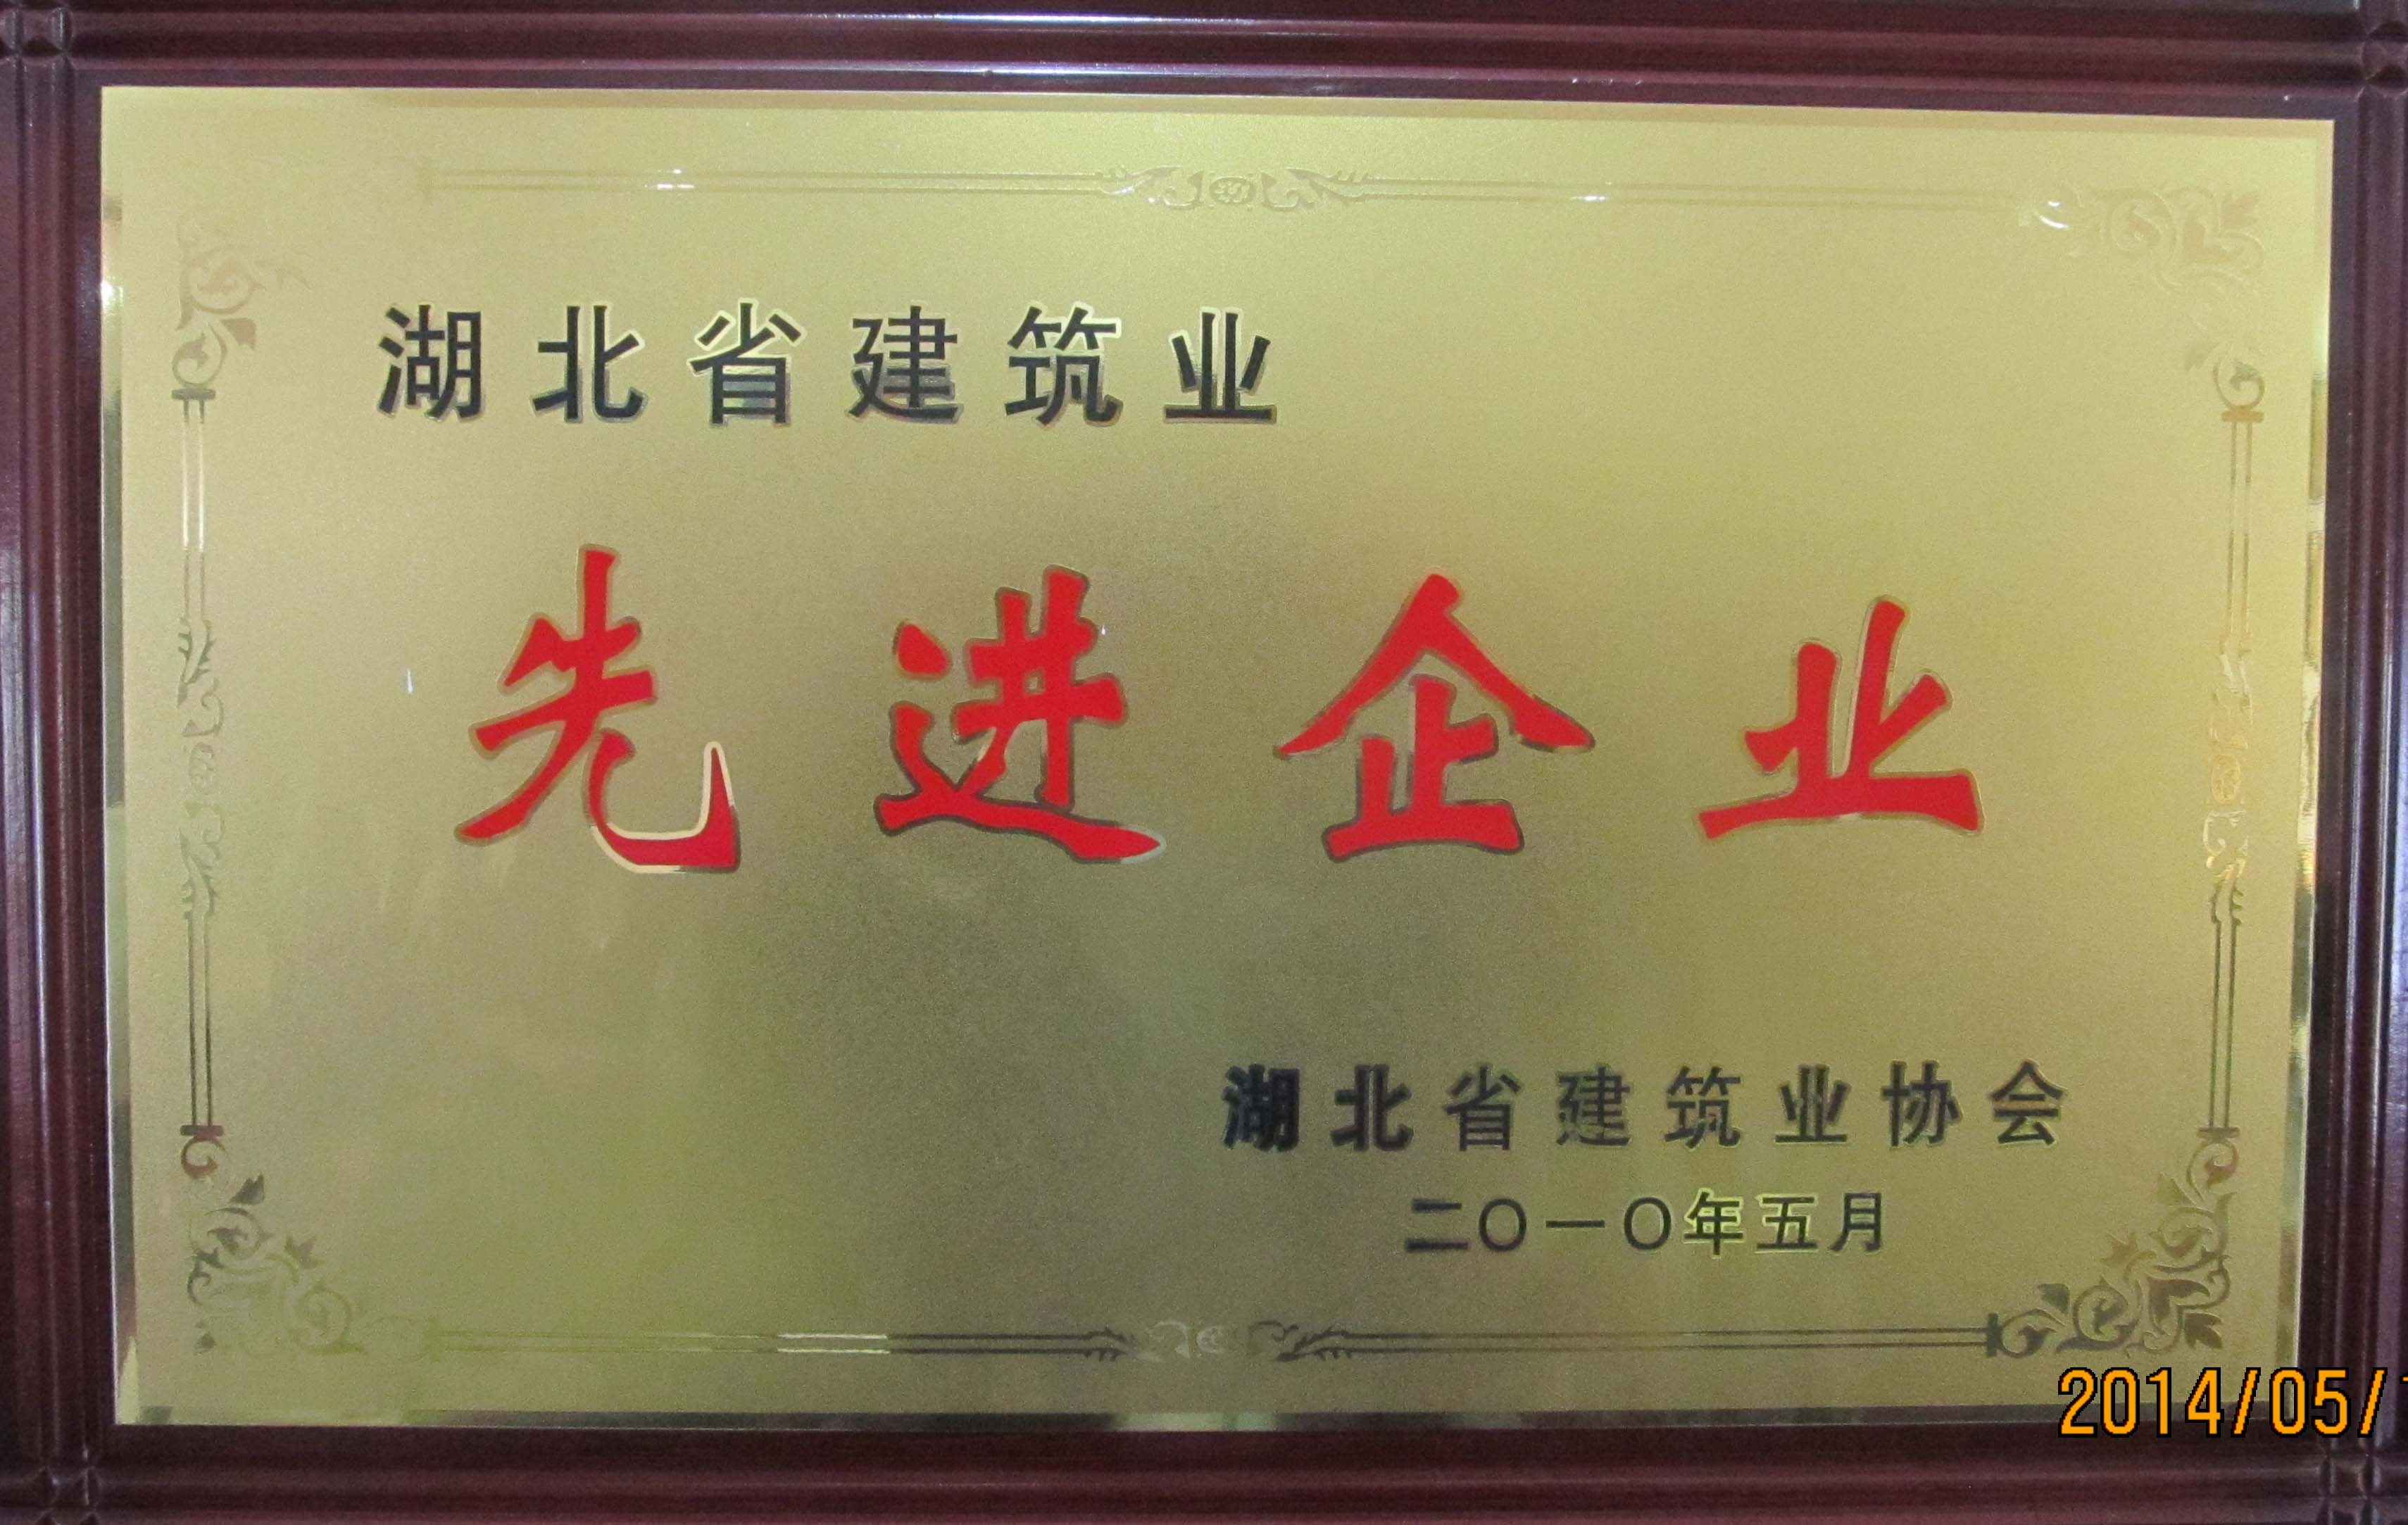 湖北省建筑业
先进企业
湖北省建筑业协会
二〇一〇年五月
2014/05/